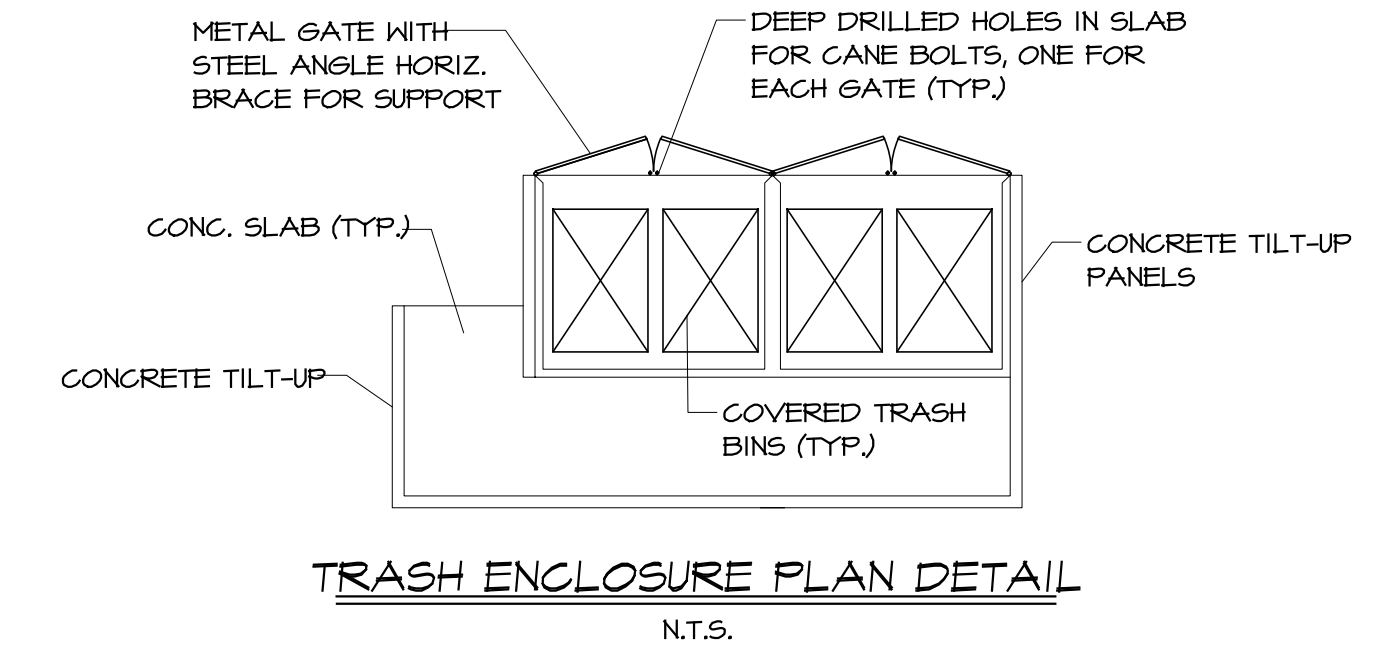 METAL GATE WITH
STEEL ANGLE HORIZ.
BRACE FOR SUPPORT
DEEP DRILLED HOLES IN SLAB
FOR CANE BOLTS, ONE FOR
EACH GATE (TYP.)
CONC. SLAB (TYP.)
CONCRETE TILT-UP
PANELS
CONCRETE TILT-UP
COVERED TRASH
BINS (TYP.)
TRASH ENCLOSURE PLAN DETAIL
N.T.S.